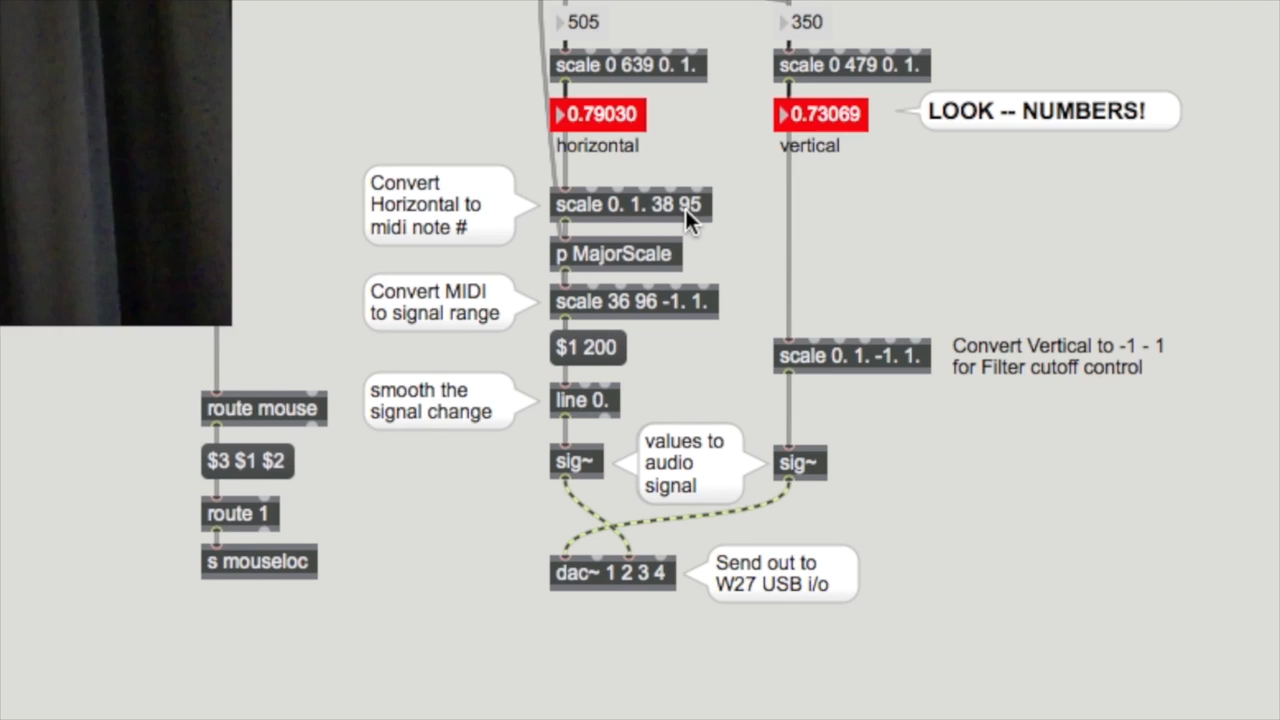 505
350
scale 0 639 0. 1.
scale 0 479 0. 1.
0.79030
0.73069
LOOK -- NUMBERS!
horizontal
vertical
Convert
Horizontal to
midi note #
scale 0. 1. 38 95
p MajorScale
Convert MIDI
to signal range
scale 36 96 -1. 1.
$1 200
scale 0. 1. -1. 1.
Convert Vertical to -1 - 1
for Filter cutoff control
smooth the
signal change
line 0.
route mouse
$3 $1 $2
route 1
s mouseloc
sig~
values to
audio
signal
sig~
dac~ 1 2 3 4
Send out to
W27 USB i/o